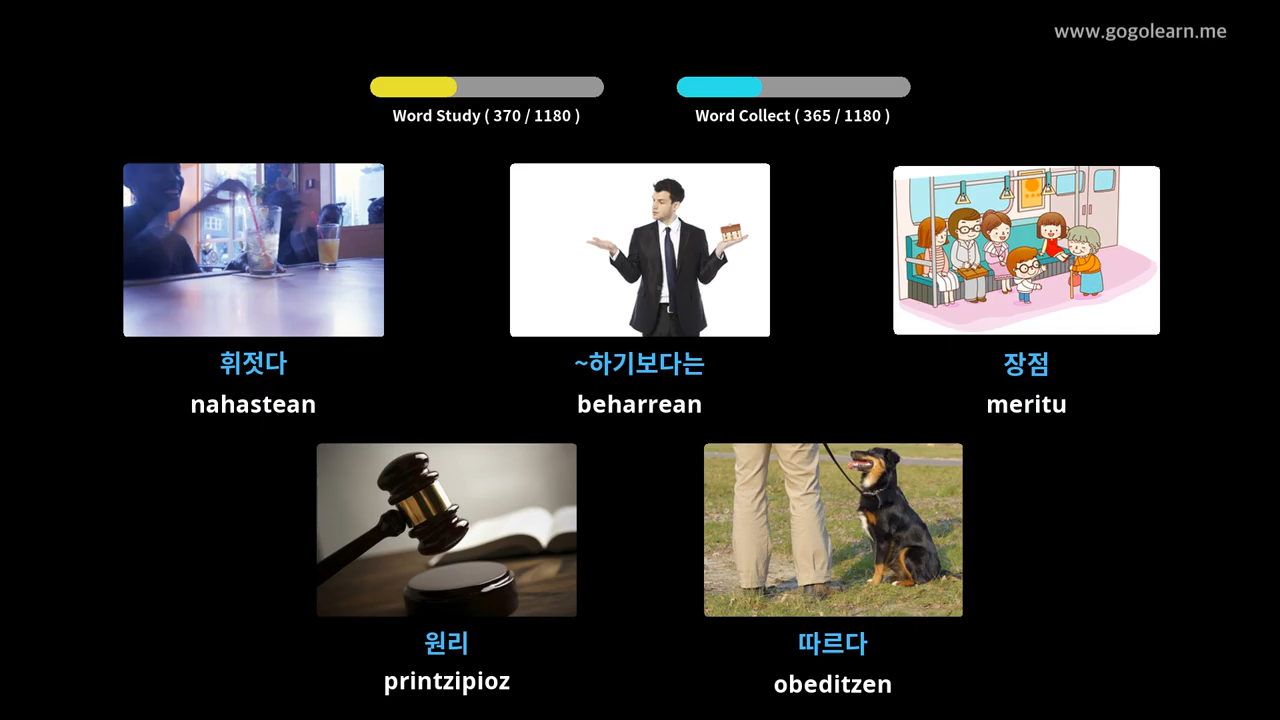 www.gogolearn.me
Word Study ( 370 / 1180 )
Word Collect ( 365 / 1180 )
휘젓다
nahastean
~하기보다는
beharrean
장점
meritu
원리
printzipioz
따르다
obeditzen